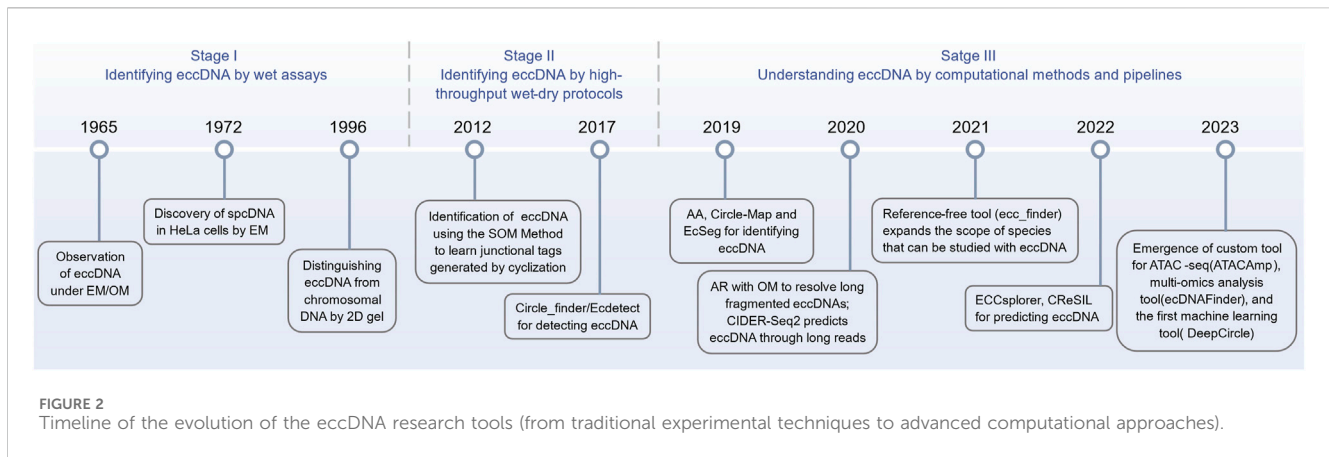 Stage I
Identifying eccDNA by wet assays
Stage II
Identifying eccDNA by high-
throughput wet-dry protocols
Satge III
Understanding eccDNA by computational methods and pipelines
1965
1972
1996
2012
2017
2019
2020
2021
2022
2023
Observation
of eccDNA
under EM/OM
Discovery of spcDNA
in HeLa cells by EM
Distinguishing
eccDNA from
chromosomal
DNA by 2D gel
Identification of eccDNA
using the SOM Method
to learn junctional tags
generated by cyclization
Circle_finder/Ecdetect
for detecting eccDNA
AA, Circle-Map and
EcSeg for identifying
eccDNA
AR with OM to resolve long
fragmented eccDNAs;
CIDER-Seq2 predicts
eccDNA through long reads
Reference-free tool (ecc_finder)
expands the scope of species
that can be studied with eccDNA
ECCsplorer, CReSIL
for predicting eccDNA
Emergence of custom tool
for ATAC -seq(ATACAmp),
multi-omics analysis
tool(ecDNAFinder), and
the first machine learning
tool( DeepCircle)
FIGURE 2
Timeline of the evolution of the eccDNA research tools (from traditional experimental techniques to advanced computational approaches).